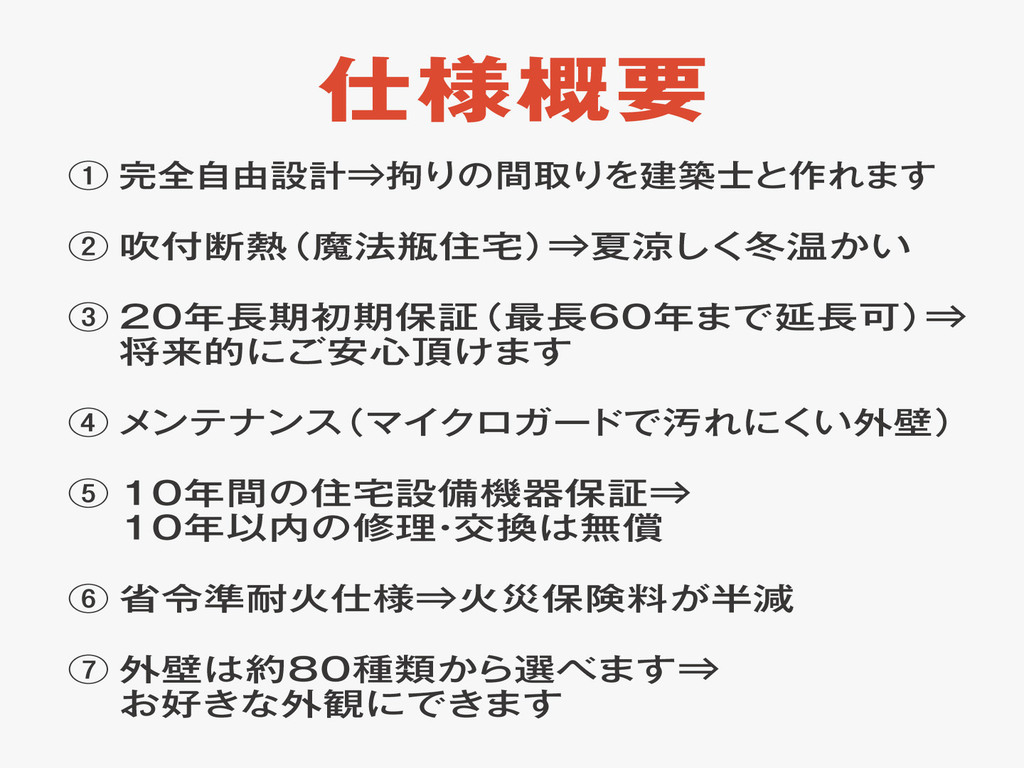 仕様概要
① 完全自由設計⇒拘りの間取りを建築士と作れます
② 吹付断熱（魔法瓶住宅）⇒夏涼しく冬温かい
③ 20年長期初期保証（最長60年まで延長可）⇒
将来的にご安心頂けます
④ メンテナンス（マイクロガードで汚れにくい外壁）
⑤ 10年間の住宅設備機器保証⇒
10年以内の修理・交換は無償
⑥ 省令準耐火仕様⇒火災保険料が半減
⑦ 外壁は約80種類から選べます⇒
お好きな外観にできます